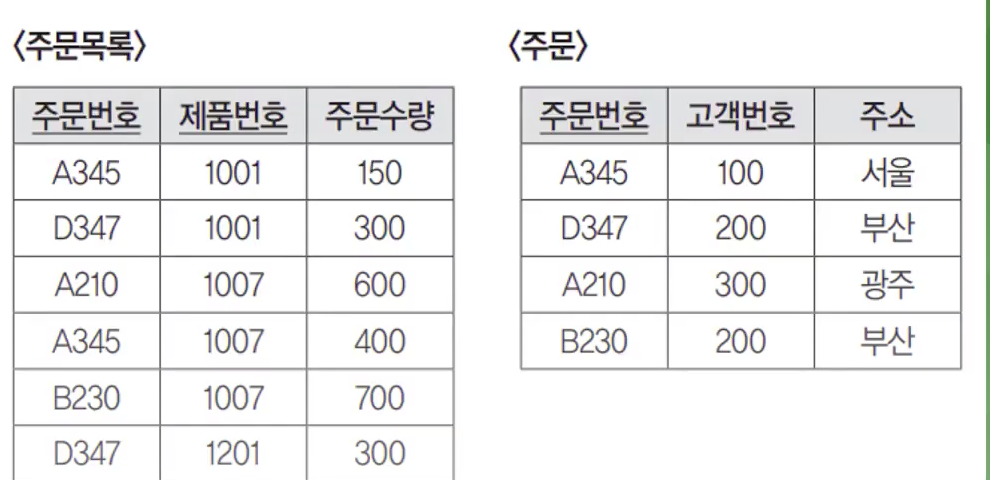 <주문목록>
주문번호 제품번호 주문수량
A345 1001 150
D347 1001 300
A210 1007 600
A345 1007 400
B230 1007 700
D347 1201 300
<주문>
주문번호 고객번호 주소
A345 100 서울
D347 200 부산
A210 300 광주
B230 200 부산